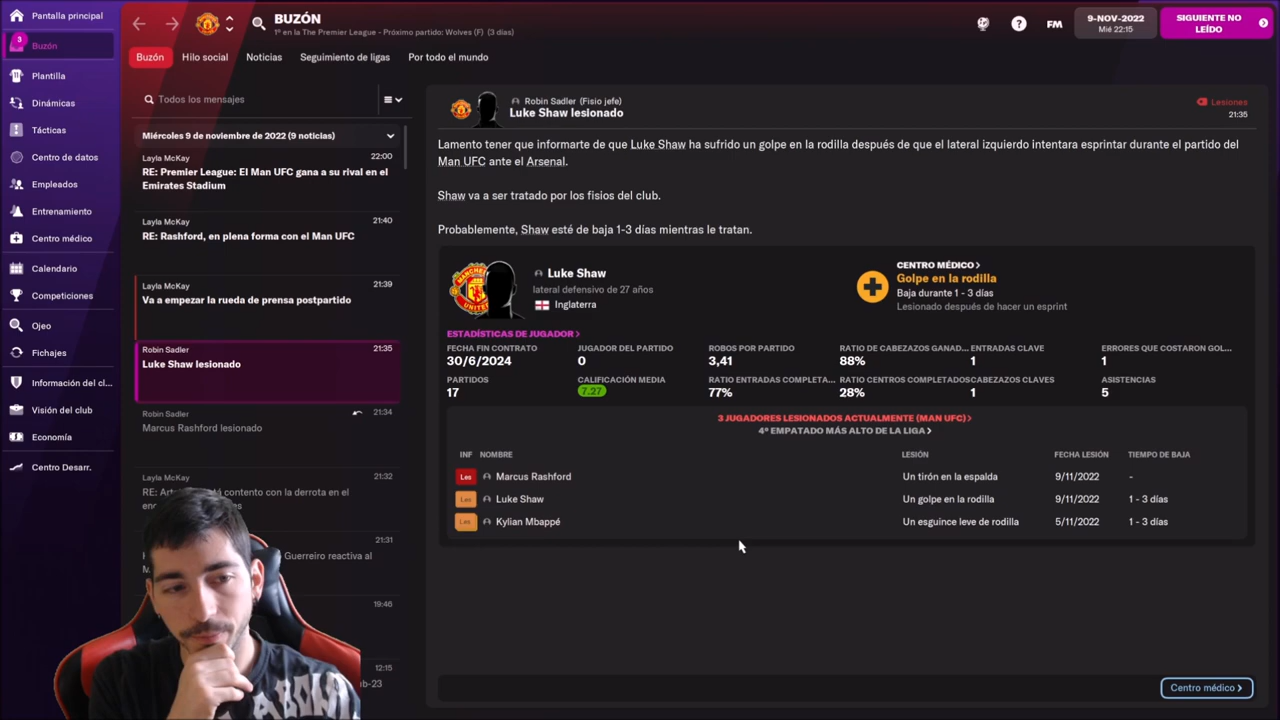 Pantalla principal
3
Buzón
Plantilla
Dinámicas
Tácticas
Centro de datos
Empleados
Entrenamiento
Centro médico
Calendario
Competiciones
Ojeo
Fichajes
Información del cl...
Visión del club
Economía
Centro Desarr.
BUZÓN
1º en la The Premier League - Próximo partido: Wolves (F) (3 días)
FM
9-NOV-2022
Mié 22:15
SIGUIENTE NO
LEÍDO
Buzón
Hilo social
Noticias
Seguimiento de ligas
Por todo el mundo
Todos los mensajes
Miércoles 9 de noviembre de 2022 (9 noticias)
Layla McKay 22:00
RE: Premier League: El Man UFC gana a su rival en el
Emirates Stadium
Layla McKay 21:40
RE: Rashford, en plena forma con el Man UFC
Layla McKay 21:39
Va a empezar la rueda de prensa postpartido
Robin Sadler 21:35
Luke Shaw lesionado
Robin Sadler 21:34
Marcus Rashford lesionado
Layla McKay 21:32
contento con la derrota en el
21:31
Guerreiro reactiva al
19:46
12:15
Robin Sadler (Fisio jefe)
Luke Shaw lesionado
Lesiones
21:35
Lamento tener que informarte de que Luke Shaw ha sufrido un golpe en la rodilla después de que el lateral izquierdo intentara esprintar durante el partido del
Man UFC ante el Arsenal.
Shaw va a ser tratado por los fisios del club.
Probablemente, Shaw esté de baja 1-3 días mientras le tratan.
Luke Shaw
lateral defensivo de 27 años
Inglaterra
CENTRO MÉDICO
Golpe en la rodilla
Baja durante 1 - 3 días
Lesionado después de hacer un esprint
ESTADÍSTICAS DE JUGADOR
FECHA FIN CONTRATO JUGADOR DEL PARTIDO ROBOS POR PARTIDO RATIO DE CABEZAZOS GANAD... ENTRADAS CLAVE ERRORES QUE COSTARON GOL...
30/6/2024 0 3,41 88% 1 1
PARTIDOS CALIFICACIÓN MEDIA RATIO ENTRADAS COMPLETA... RATIO CENTROS COMPLETADOS CABEZAZOS CLAVES ASISTENCIAS
17 7.27 77% 28% 1 5
3 JUGADORES LESIONADOS ACTUALMENTE (MAN UFC)
4º EMPATADO MÁS ALTO DE LA LIGA
INF NOMBRE LESIÓN FECHA LESIÓN TIEMPO DE BAJA
Les Marcus Rashford Un tirón en la espalda 9/11/2022 -
Les Luke Shaw Un golpe en la rodilla 9/11/2022 1 - 3 días
Les Kylian Mbappé Un esguince leve de rodilla 5/11/2022 1 - 3 días
Centro médico